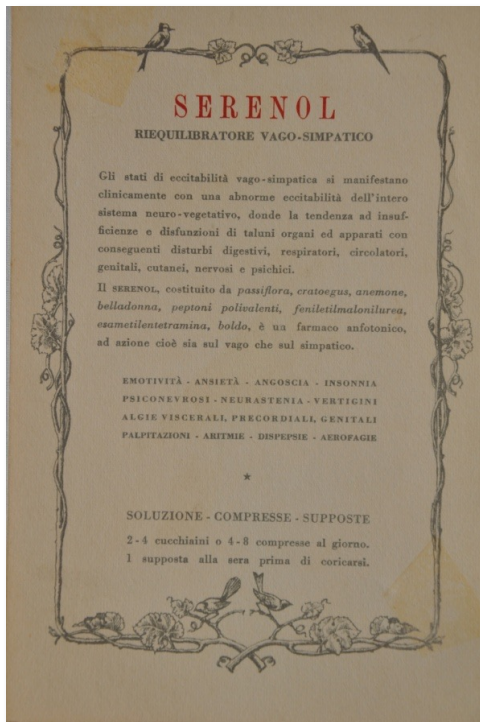 SERENOL
RIEQUILIBRATORE VAGO-SIMPATICO
Gli stati di eccitabilità vago-simpatica si manifestano
clinicamente con una abnorme eccitabilità dell'intero
sistema neuro-vegetativo, donde la tendenza ad insuf-
ficienze e disfunzioni di taluni organi ed apparati con
conseguenti disturbi digestivi, respiratori, circolatori,
genitali, cutanei, nervosi e psichici.
Il SERENOL, costituito da passiflora, crataegus, anemone,
belladonna, peptoni polivalenti, feniletilmalonilurea,
esametilentetramina, boldo, è un farmaco anfotonico,
ad azione cioè sia sul vago che sul simpatico.
EMOTIVITÀ - ANSIETÀ - ANGOSCIA - INSONNIA
PSICONEVROSI - NEURASTENIA - VERTIGINI
ALGIE VISCERALI, PRECORDIALI, GENITALI
PALPITAZIONI - ARITMIE - DISPEPSIE - AEROFAGIE
★
SOLUZIONE - COMPRESSE - SUPPOSTE
2-4 cucchiaini o 4-8 compresse al giorno.
1 supposta alla sera prima di coricarsi.